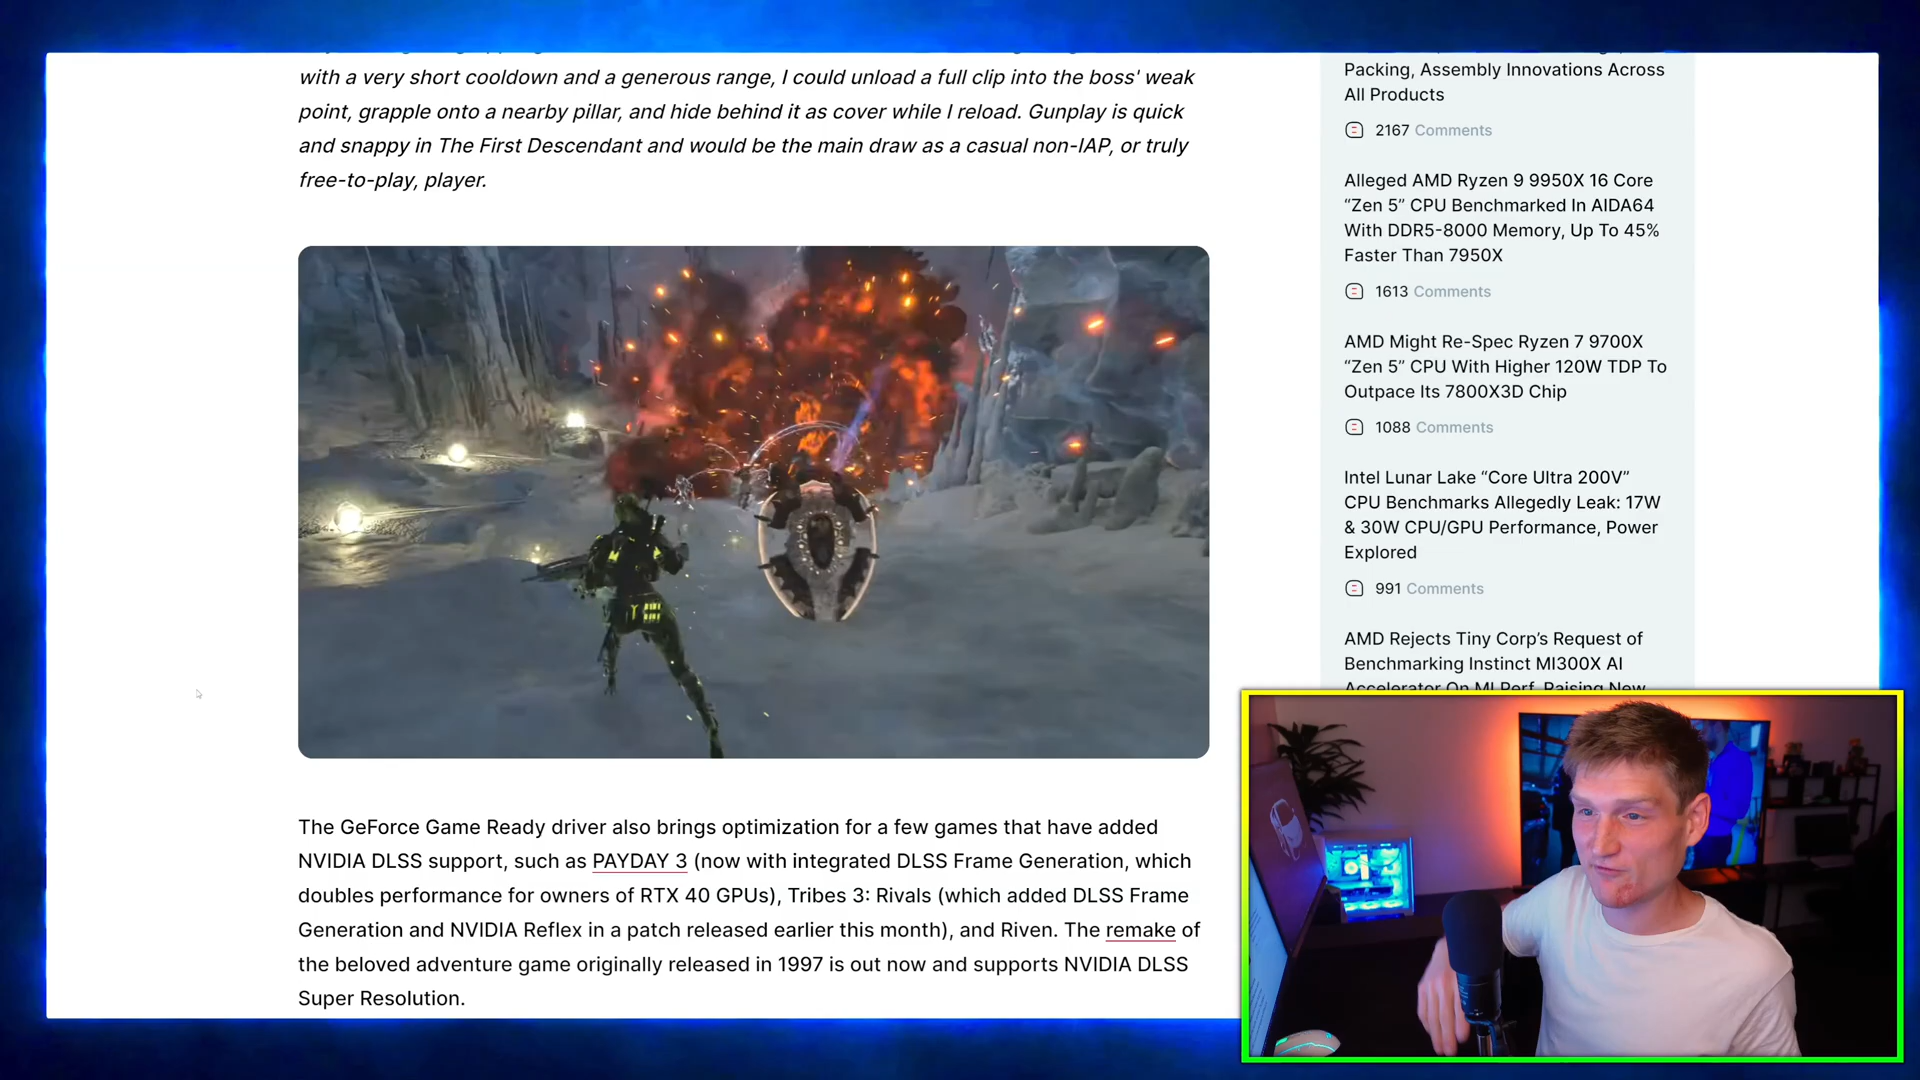 with a very short cooldown and a generous range, I could unload a full clip into the boss' weak
point, grapple onto a nearby pillar, and hide behind it as cover while I reload. Gunplay is quick
and snappy in The First Descendant and would be the main draw as a casual non-IAP, or truly
free-to-play, player.
The GeForce Game Ready driver also brings optimization for a few games that have added
NVIDIA DLSS support, such as PAYDAY 3 (now with integrated DLSS Frame Generation, which
doubles performance for owners of RTX 40 GPUs), Tribes 3: Rivals (which added DLSS Frame
Generation and NVIDIA Reflex in a patch released earlier this month), and Riven. The remake of
the beloved adventure game originally released in 1997 is out now and supports NVIDIA DLSS
Super Resolution.
Packing, Assembly Innovations Across
All Products
2167 Comments
Alleged AMD Ryzen 9 9950X 16 Core
“Zen 5” CPU Benchmarked In AIDA64
With DDR5-8000 Memory, Up To 45%
Faster Than 7950X
1613 Comments
AMD Might Re-Spec Ryzen 7 9700X
“Zen 5” CPU With Higher 120W TDP To
Outpace Its 7800X3D Chip
1088 Comments
Intel Lunar Lake “Core Ultra 200V”
CPU Benchmarks Allegedly Leak: 17W
& 30W CPU/GPU Performance, Power
Explored
991 Comments
AMD Rejects Tiny Corp’s Request of
Benchmarking Instinct MI300X AI
Accelerator On MLPerf, Raising New